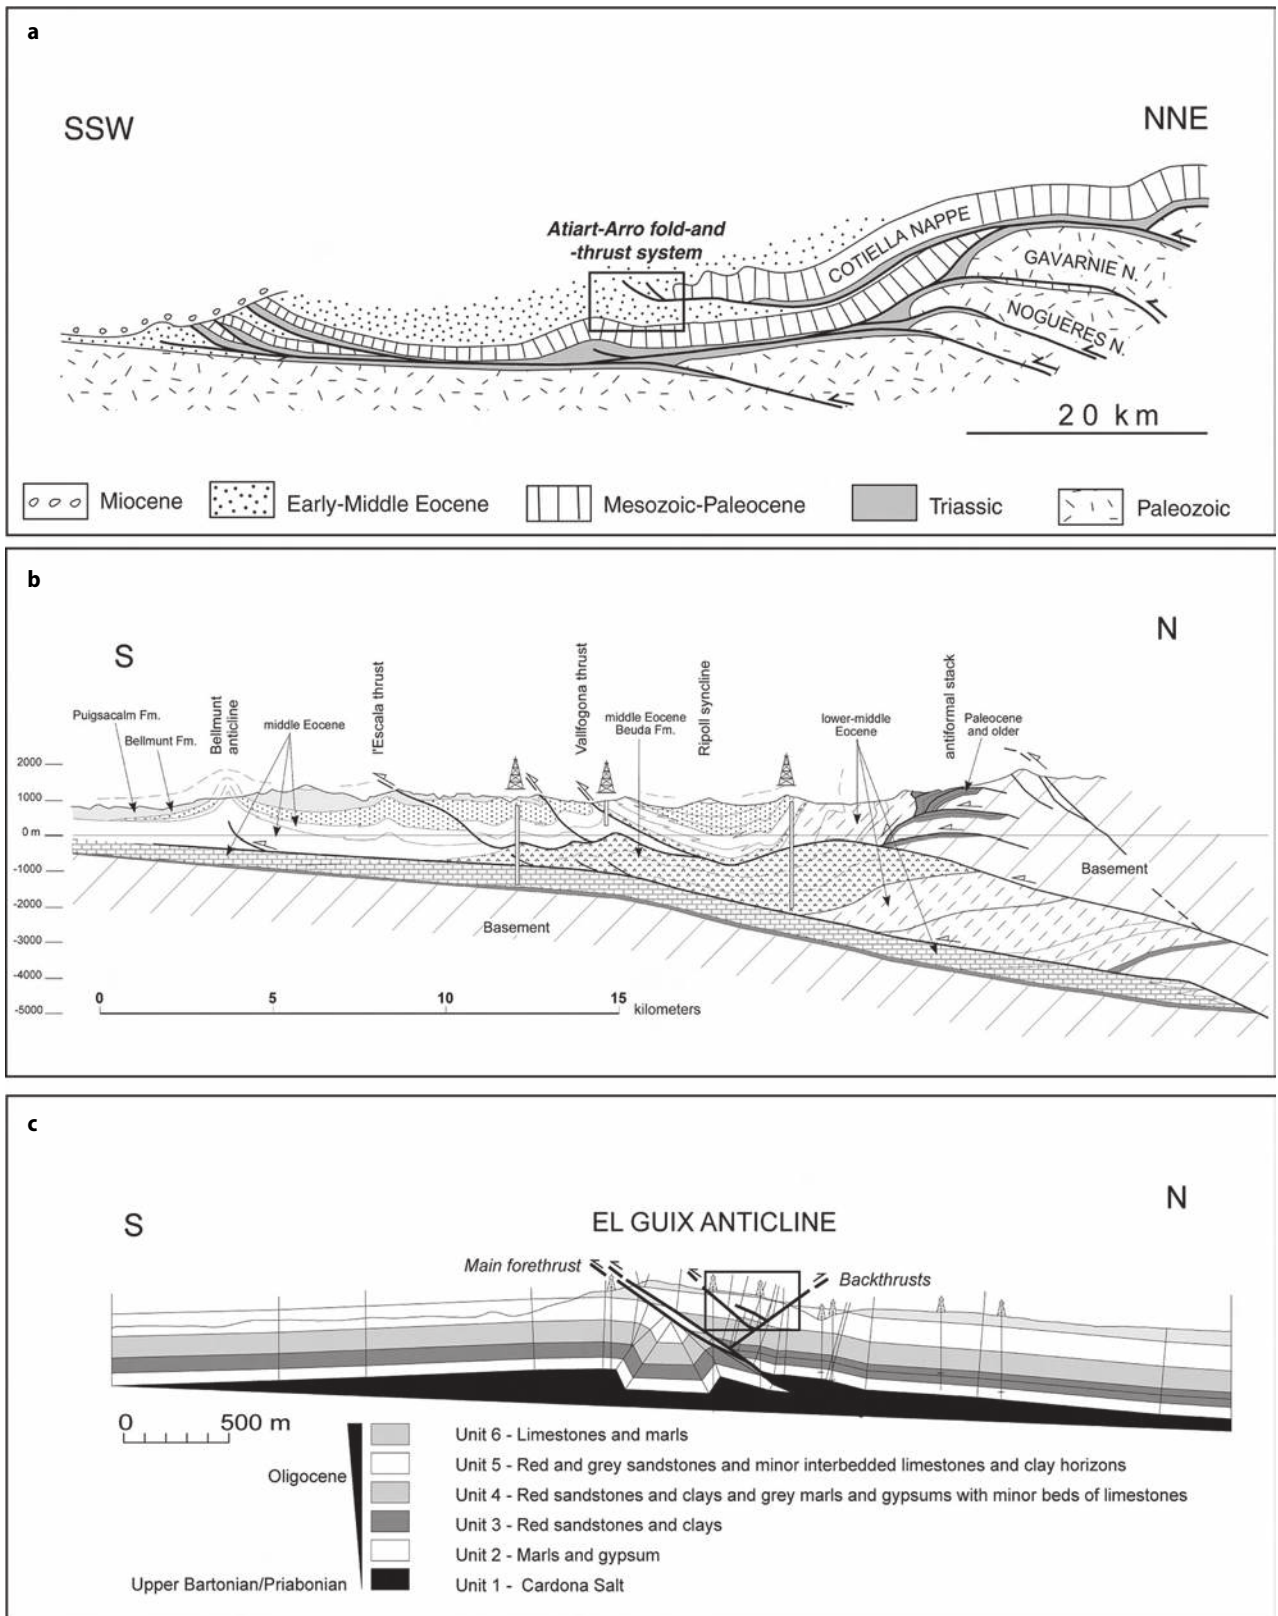 a
SSW
NNE
Atiart-Arro fold-and
-thrust system
COTIELLA NAPPE
GAVARNIE N.
NOGUERES N.
20 km
Miocene
Early-Middle Eocene
Mesozoic-Paleocene
Triassic
Paleozoic
b
S
N
Puigsacalm Fm.
Bellmunt Fm.
Bellmunt
anticline
middle Eocene
l'Escala thrust
Vallfogona thrust
middle Eocene
Beuda Fm.
Ripoll syncline
lower-middle
Eocene
antiformal stack
Paleocene
and older
2000
1000
0 m
-1000
-2000
-3000
-4000
-5000
Basement
Basement
0 5 10 15
kilometers
c
S
N
EL GUIX ANTICLINE
Main forethrust
Backthrusts
0 500 m
Oligocene
Upper Bartonian/Priabonian
Unit 6 - Limestones and marls
Unit 5 - Red and grey sandstones and minor interbedded limestones and clay horizons
Unit 4 - Red sandstones and clays and grey marls and gypsums with minor beds of limestones
Unit 3 - Red sandstones and clays
Unit 2 - Marls and gypsum
Unit 1 - Cardona Salt